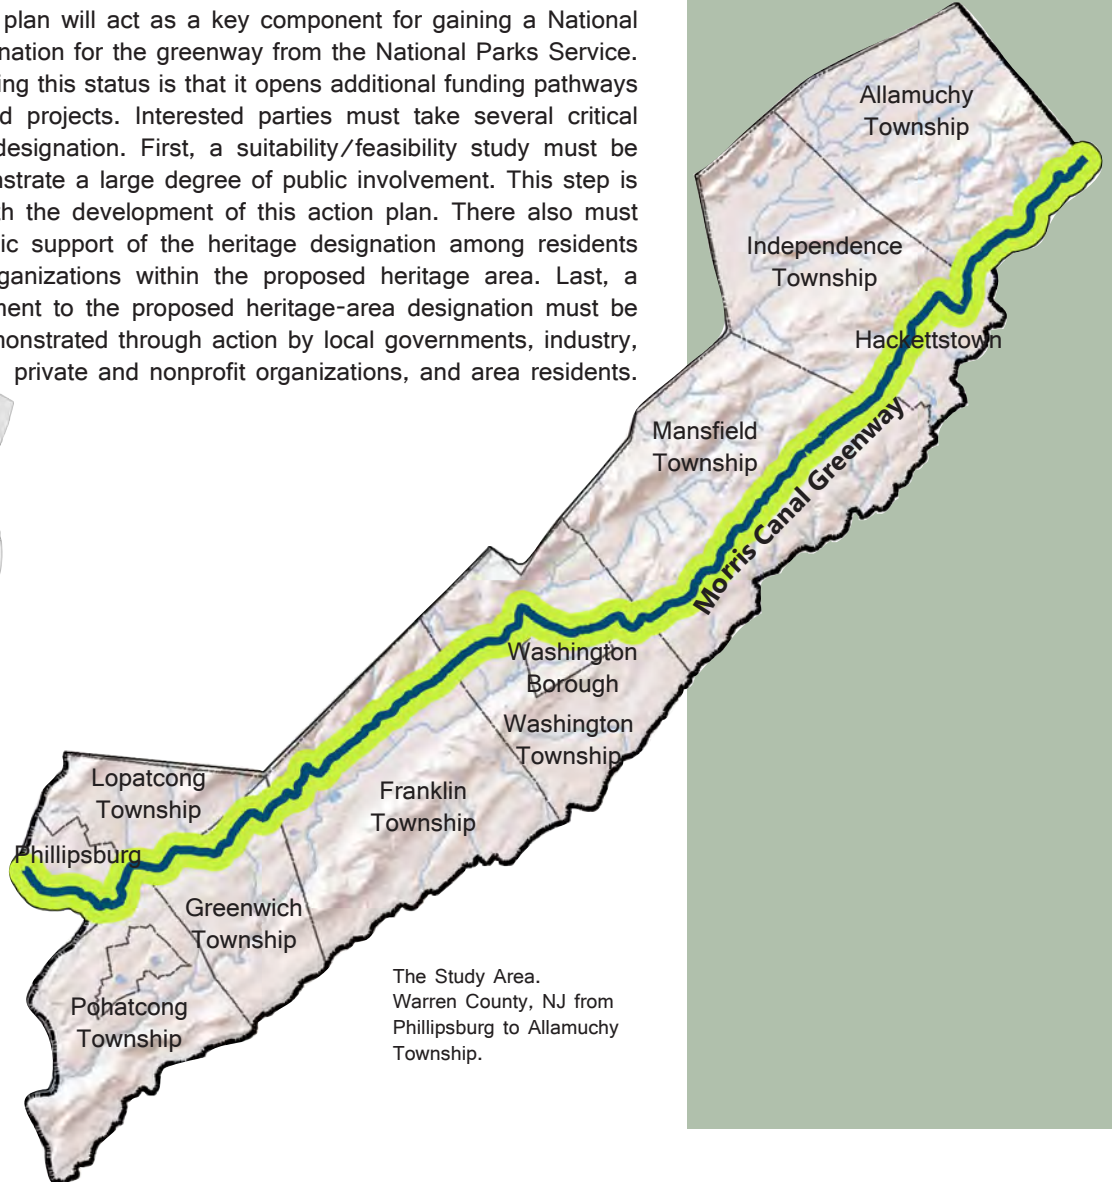 plan will act as a key component for gaining a National
nation for the greenway from the National Parks Service.
ing this status is that it opens additional funding pathways
d projects. Interested parties must take several critical
designation. First, a suitability/feasibility study must be
nstrate a large degree of public involvement. This step is
th the development of this action plan. There also must
ic support of the heritage designation among residents
rganizations within the proposed heritage area. Last, a
ment to the proposed heritage-area designation must be
monstrated through action by local governments, industry,
private and nonprofit organizations, and area residents.
Allamuchy
Township
Independence
Township
Hackettstown
Mansfield
Township
Morris Canal Greenway
Washington
Borough
Washington
Township
Franklin
Township
Lopatcong
Township
Phillipsburg
Greenwich
Township
Pohatcong
Township
The Study Area.
Warren County, NJ from
Phillipsburg to Allamuchy
Township.